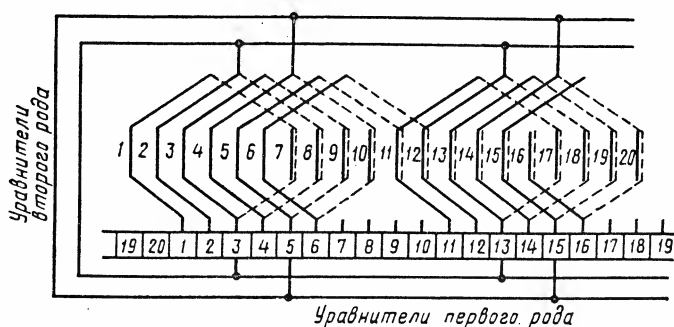 Уравнители второго рода
1 2 3 4 5 6 7 8 9 10 11 12 13 14 15 16 17 18 19 20
19 20 1 2 3 4 5 6 7 8 9 10 11 12 13 14 15 16 17 18 19
Уравнители первого рода